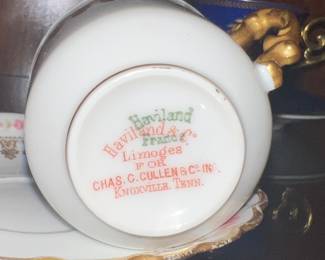 Haviland
France
Haviland & Co
Limoges
FOR
CHAS. C. CULLEN & CO. INC.
KNOXVILLE, TENN.